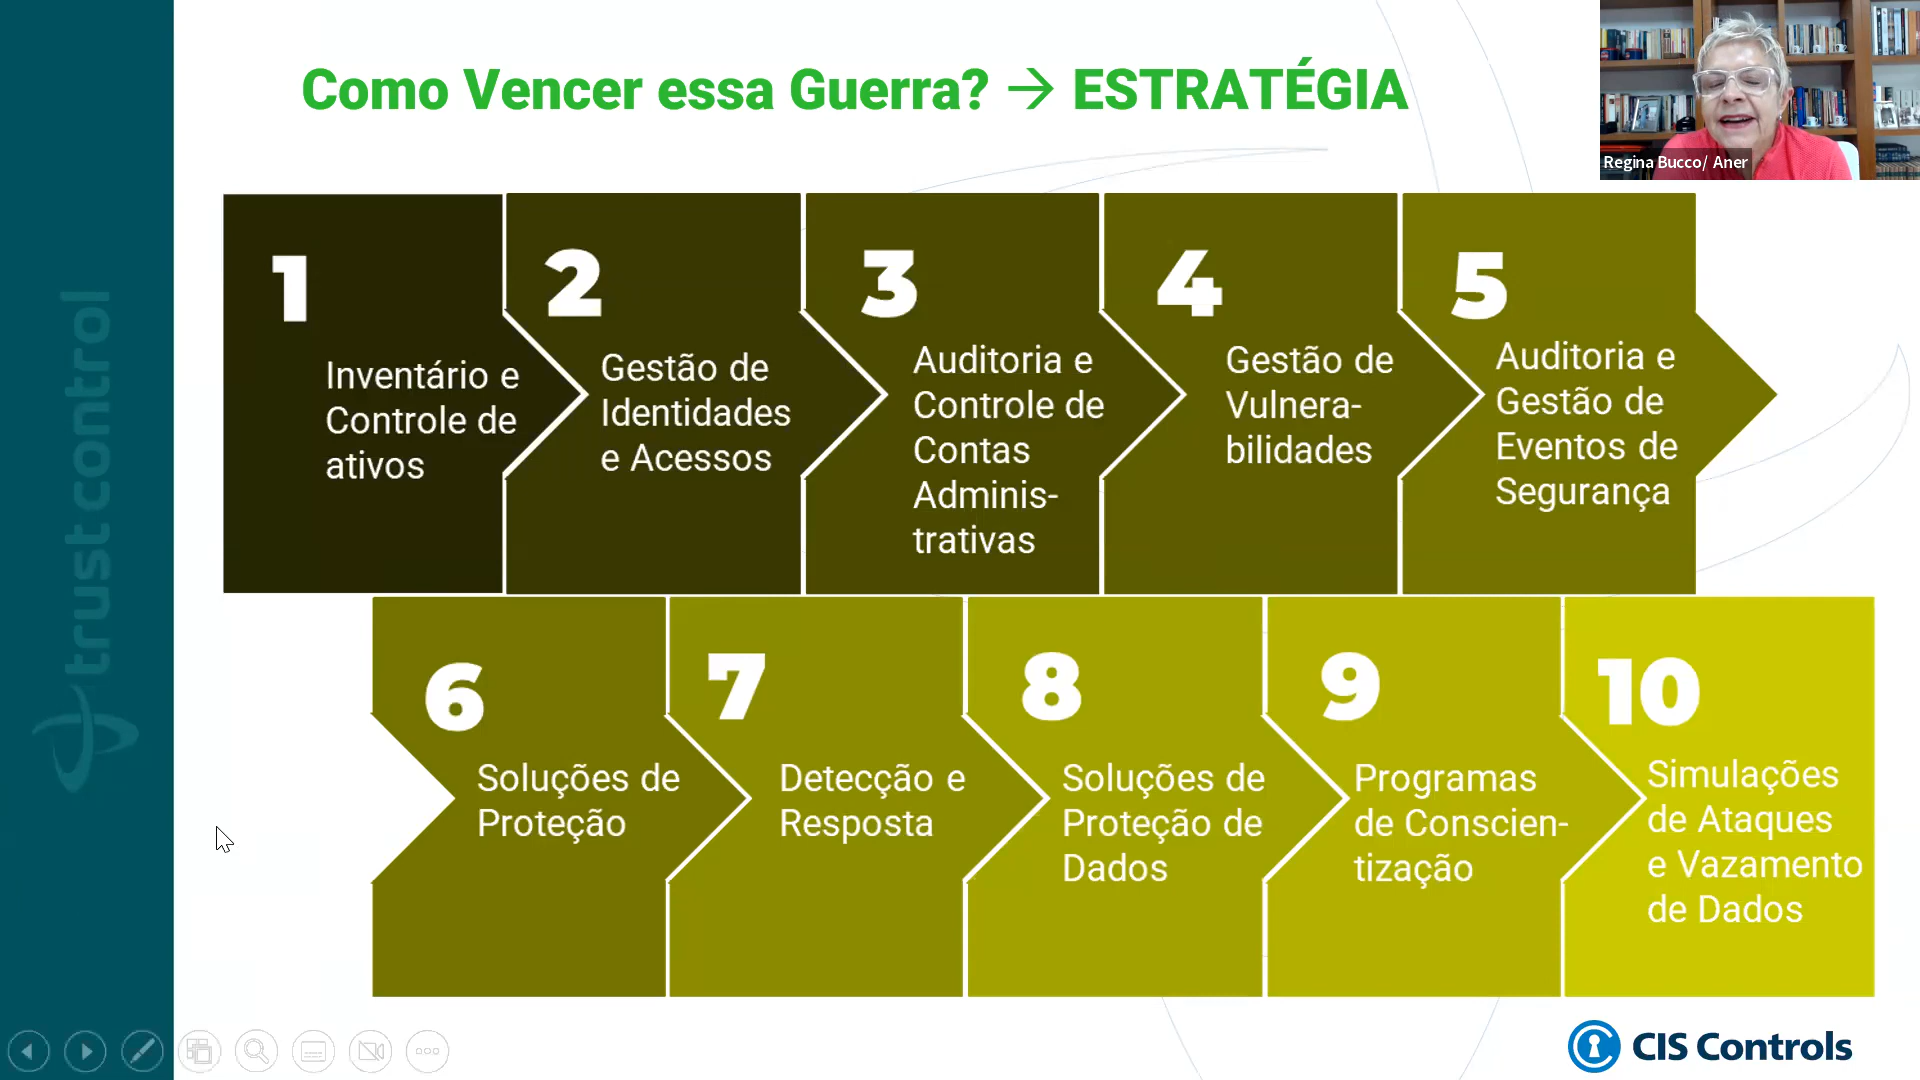 Como Vencer essa Guerra? → ESTRATÉGIA
Regina Bucco/ Aner
trustcontrol
1
Inventário e
Controle de
ativos
2
Gestão de
Identidades
e Acessos
3
Auditoria e
Controle de
Contas
Adminis-
trativas
4
Gestão de
Vulnera-
bilidades
5
Auditoria e
Gestão de
Eventos de
Segurança
6
Soluções de
Proteção
7
Detecção e
Resposta
8
Soluções de
Proteção de
Dados
9
Programas
de Conscien-
tização
10
Simulações
de Ataques
e Vazamento
de Dados
CIS Controls